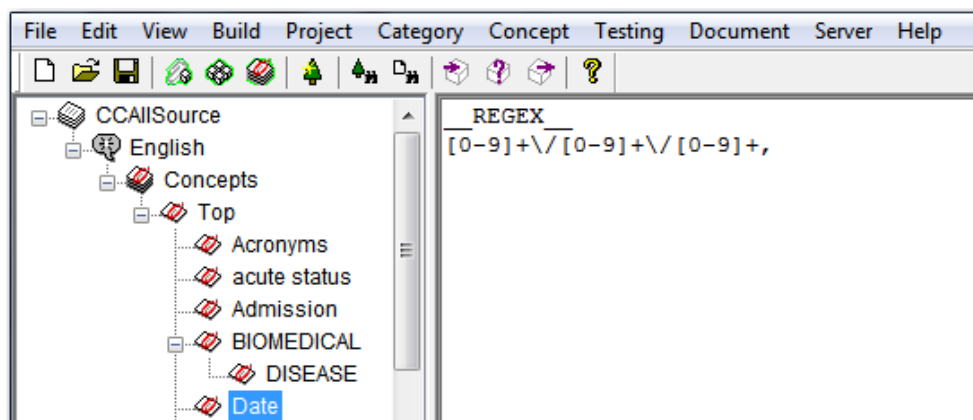 File Edit View Build Project Category Concept Testing Document Server Help
CCAllSource
English
Concepts
Top
Acronyms
acute status
Admission
BIOMEDICAL
DISEASE
Date
__REGEX__
[0-9]+\/[0-9]+\/[0-9]+,